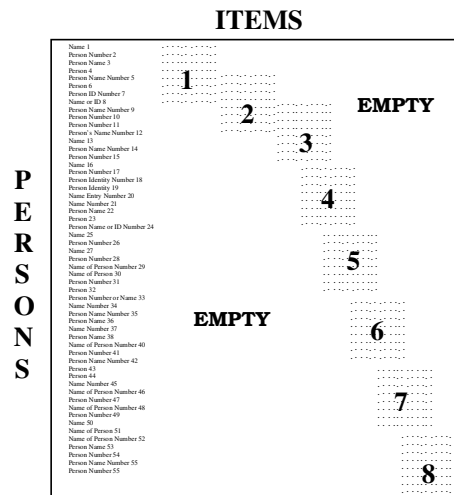 ITEMS
Name 1
Person Number 2
Person Name 3
Person 4
Person Name Number 5
Person 6
Person ID Number 7
Name or ID 8
Person Name Number 9
Person Number 10
Person Number 11
Person's Name Number 12
Name 13
Person Name Number 14
Person Number 15
Name 16
Person Number 17
Person Identity Number 18
Person Identity 19
Name Entry Number 20
Name Number 21
Person Name 22
Person 23
Person Name or ID Number 24
Name 25
Person Number 26
Name 27
Person Number 28
Name of Person Number 29
Name of Person 30
Person Number 31
Person 32
Person Number or Name 33
Name Number 34
Person Name Number 35
Person Name 36
Name Number 37
Person Name 38
Name of Person Number 40
Person Number 41
Person Name Number 42
Person 43
Person 44
Name Number 45
Name of Person Number 46
Person Number 47
Name of Person Number 48
Person Number 49
Name 50
Name of Person 51
Name of Person Number 52
Person Name 53
Person Number 54
Person Name Number 55
Person Number 55
1
2
3
4
5
6
7
8
EMPTY
EMPTY
PERSONS